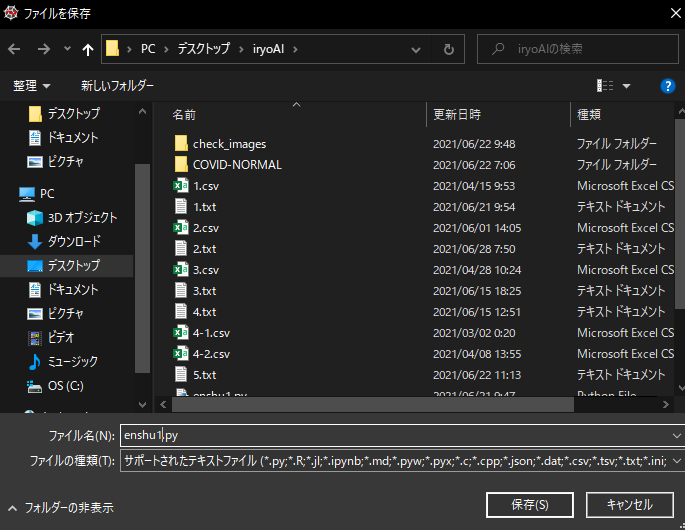 ファイルを保存
PC › デスクトップ › iryoAI ›
iryoAIの検索
整理
新しいフォルダー
?
名前 更新日時 種類
デスクトップ
ドキュメント
ピクチャ
PC
3D オブジェクト
ダウンロード
デスクトップ
ドキュメント
ピクチャ
ビデオ
ミュージック
OS (C:)
check_images 2021/06/22 9:48 ファイル フォルダー
COVID-NORMAL 2021/06/22 7:06 ファイル フォルダー
1.csv 2021/04/15 9:53 Microsoft Excel CS
1.txt 2021/06/21 9:54 テキスト ドキュメント
2.csv 2021/06/01 14:05 Microsoft Excel CS
2.txt 2021/06/28 7:50 テキスト ドキュメント
3.csv 2021/04/28 10:24 Microsoft Excel CS
3.txt 2021/06/15 18:25 テキスト ドキュメント
4.txt 2021/06/15 12:51 テキスト ドキュメント
4-1.csv 2021/03/02 0:20 Microsoft Excel CS
4-2.csv 2021/04/08 13:55 Microsoft Excel CS
5.txt 2021/06/22 11:13 テキスト ドキュメント
enshu1.py 2021/06/21 9:47 Python File
ファイル名(N): enshu1.py
ファイルの種類(T): サポートされたテキストファイル (*.py;*.R;*.jl;*.ipynb;*.md;*.pyw;*.pyx;*.c;*.cpp;*.json;*.dat;*.csv;*.tsv;*.txt;*.ini;
フォルダーの非表示
保存(S)
キャンセル